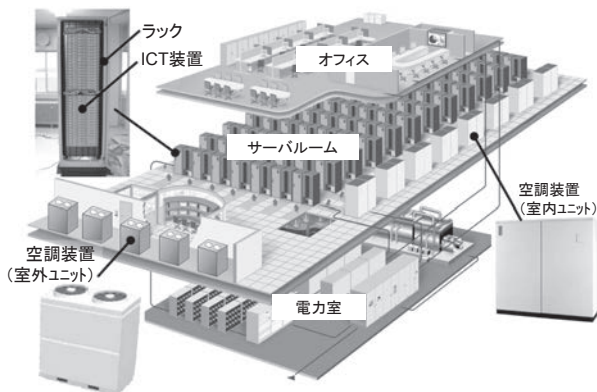 ラック
ICT装置
オフィス
サーバルーム
空調装置
（室内ユニット）
空調装置
（室外ユニット）
電力室